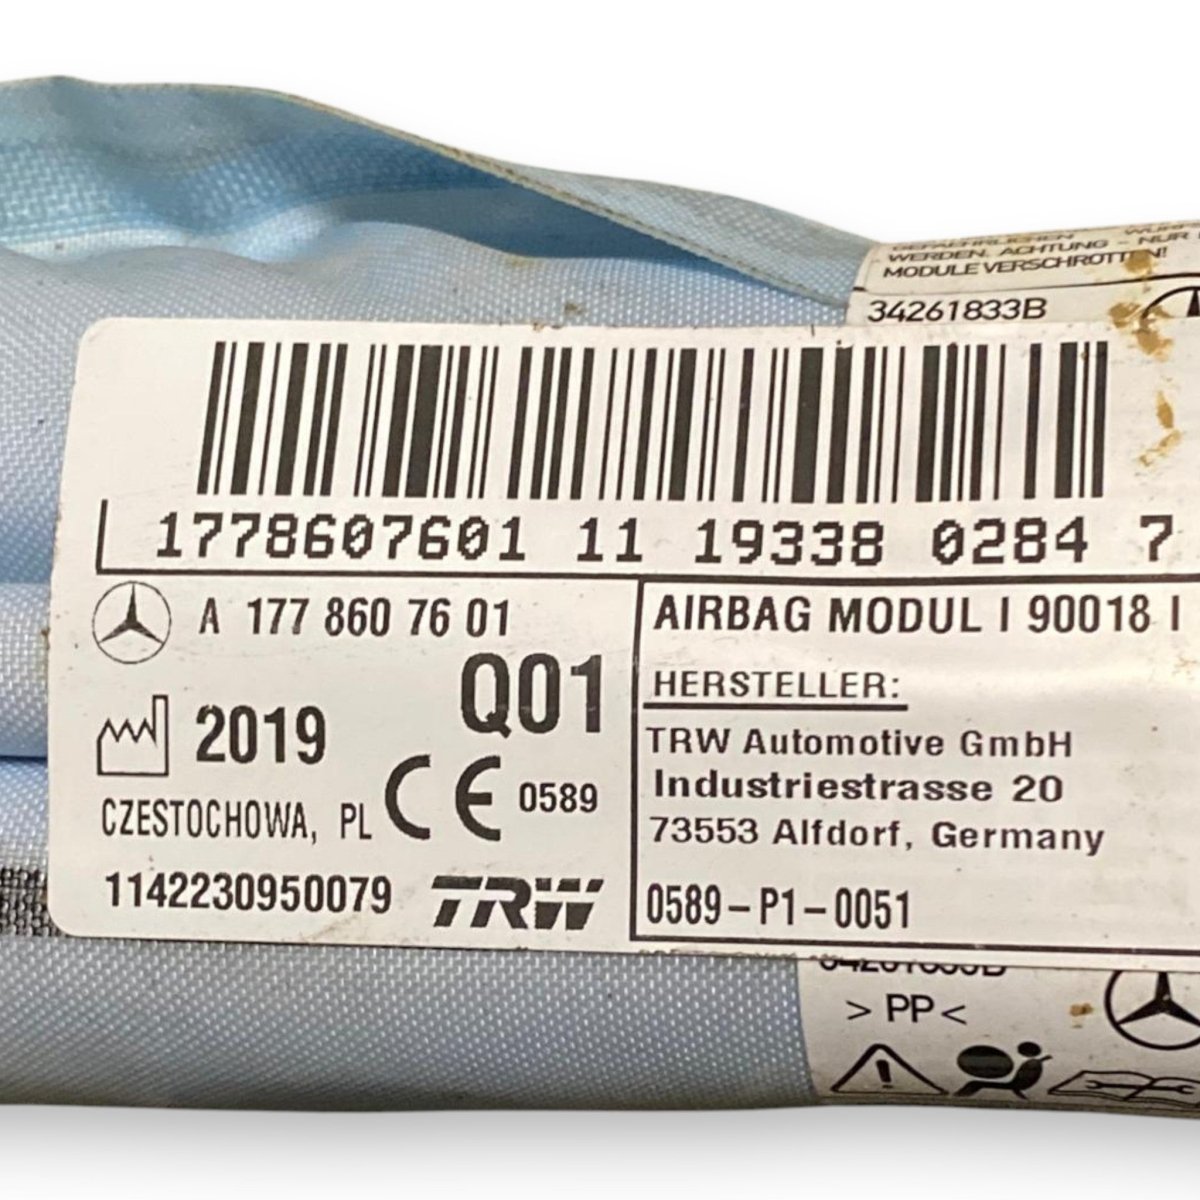 WERDEN. ACHTUNG - NUR
MODULE VERSCHROTTEN!
34261833B
1778607601 11 19338 0284 7
A 177 860 76 01
Q01
2019
CE 0589
CZESTOCHOWA, PL
1142230950079 TRW
AIRBAG MODUL I 90018 I
HERSTELLER:
TRW Automotive GmbH
Industriestrasse 20
73553 Alfdorf, Germany
0589-P1-0051
>PP<